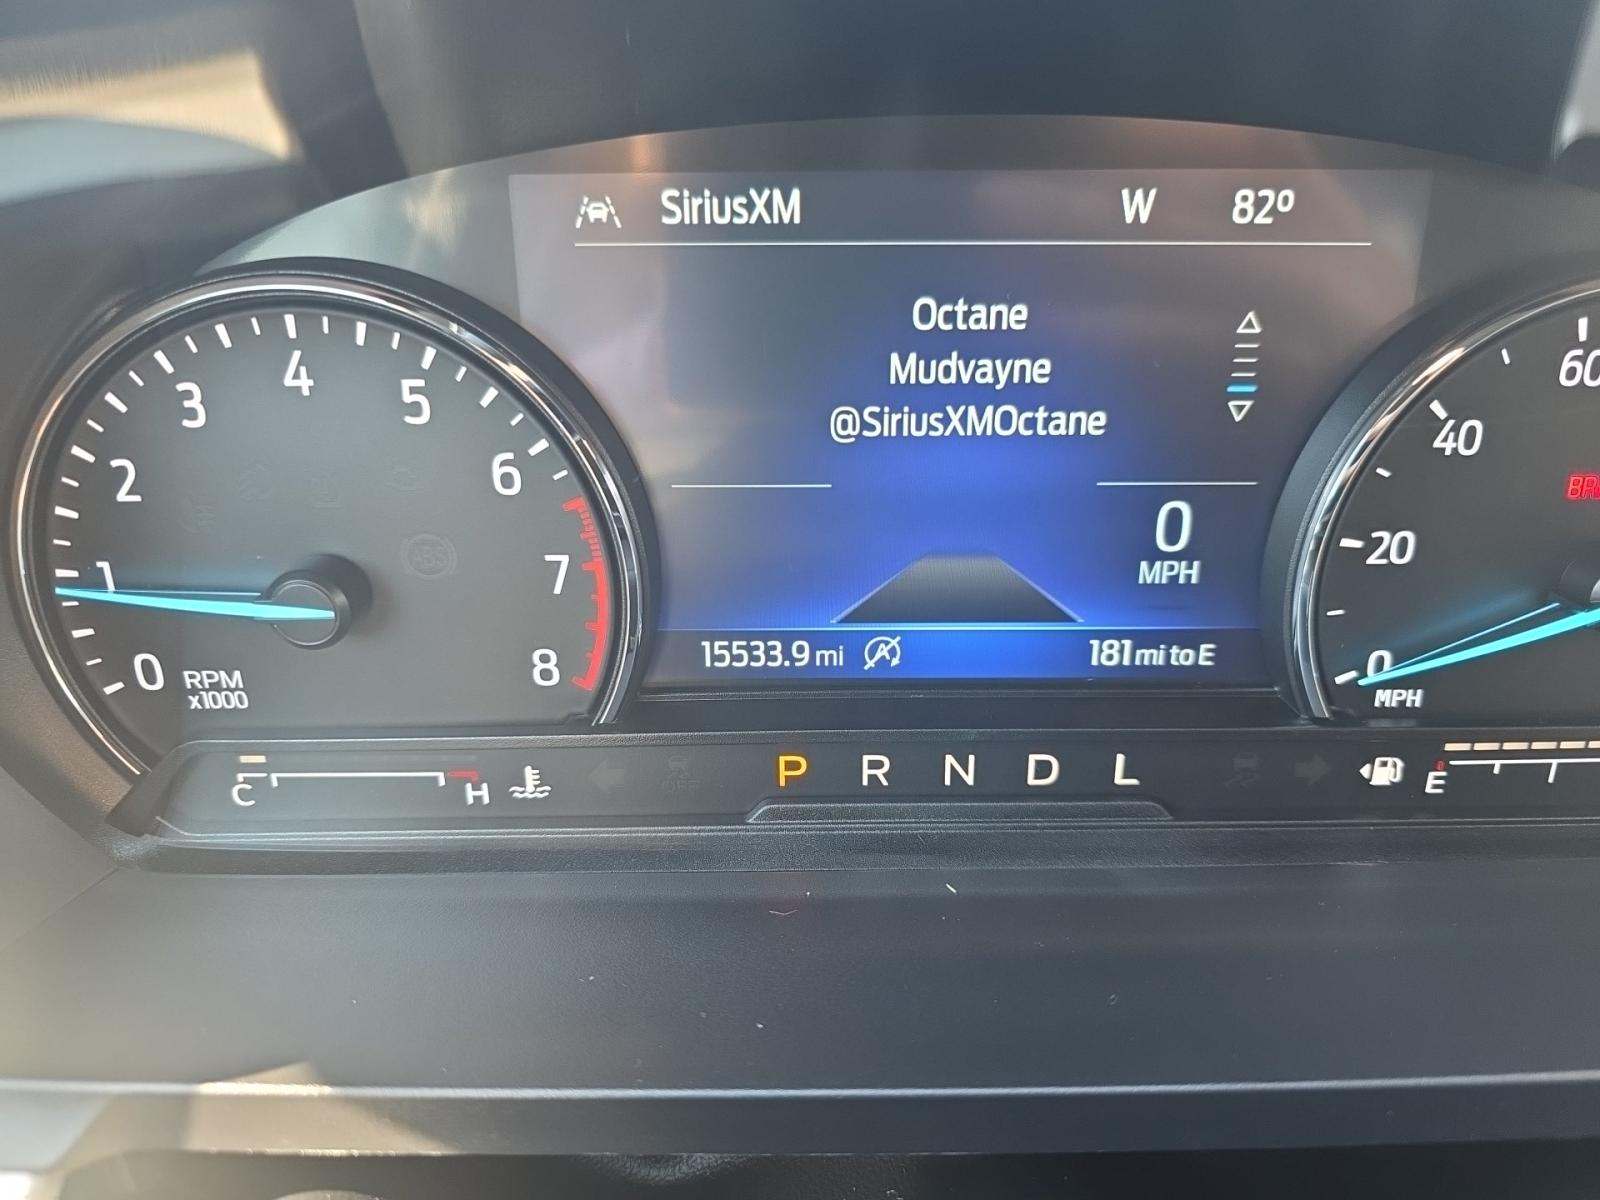 SiriusXM W 82º
Octane
Mudvayne
@SiriusXMOctane
0
MPH
15533.9 mi A 181 mi to E
0 1 2 3 4 5 6 7 8
RPM
x1000
ABS
0 20 40 60
MPH
C H
P R N D L
E